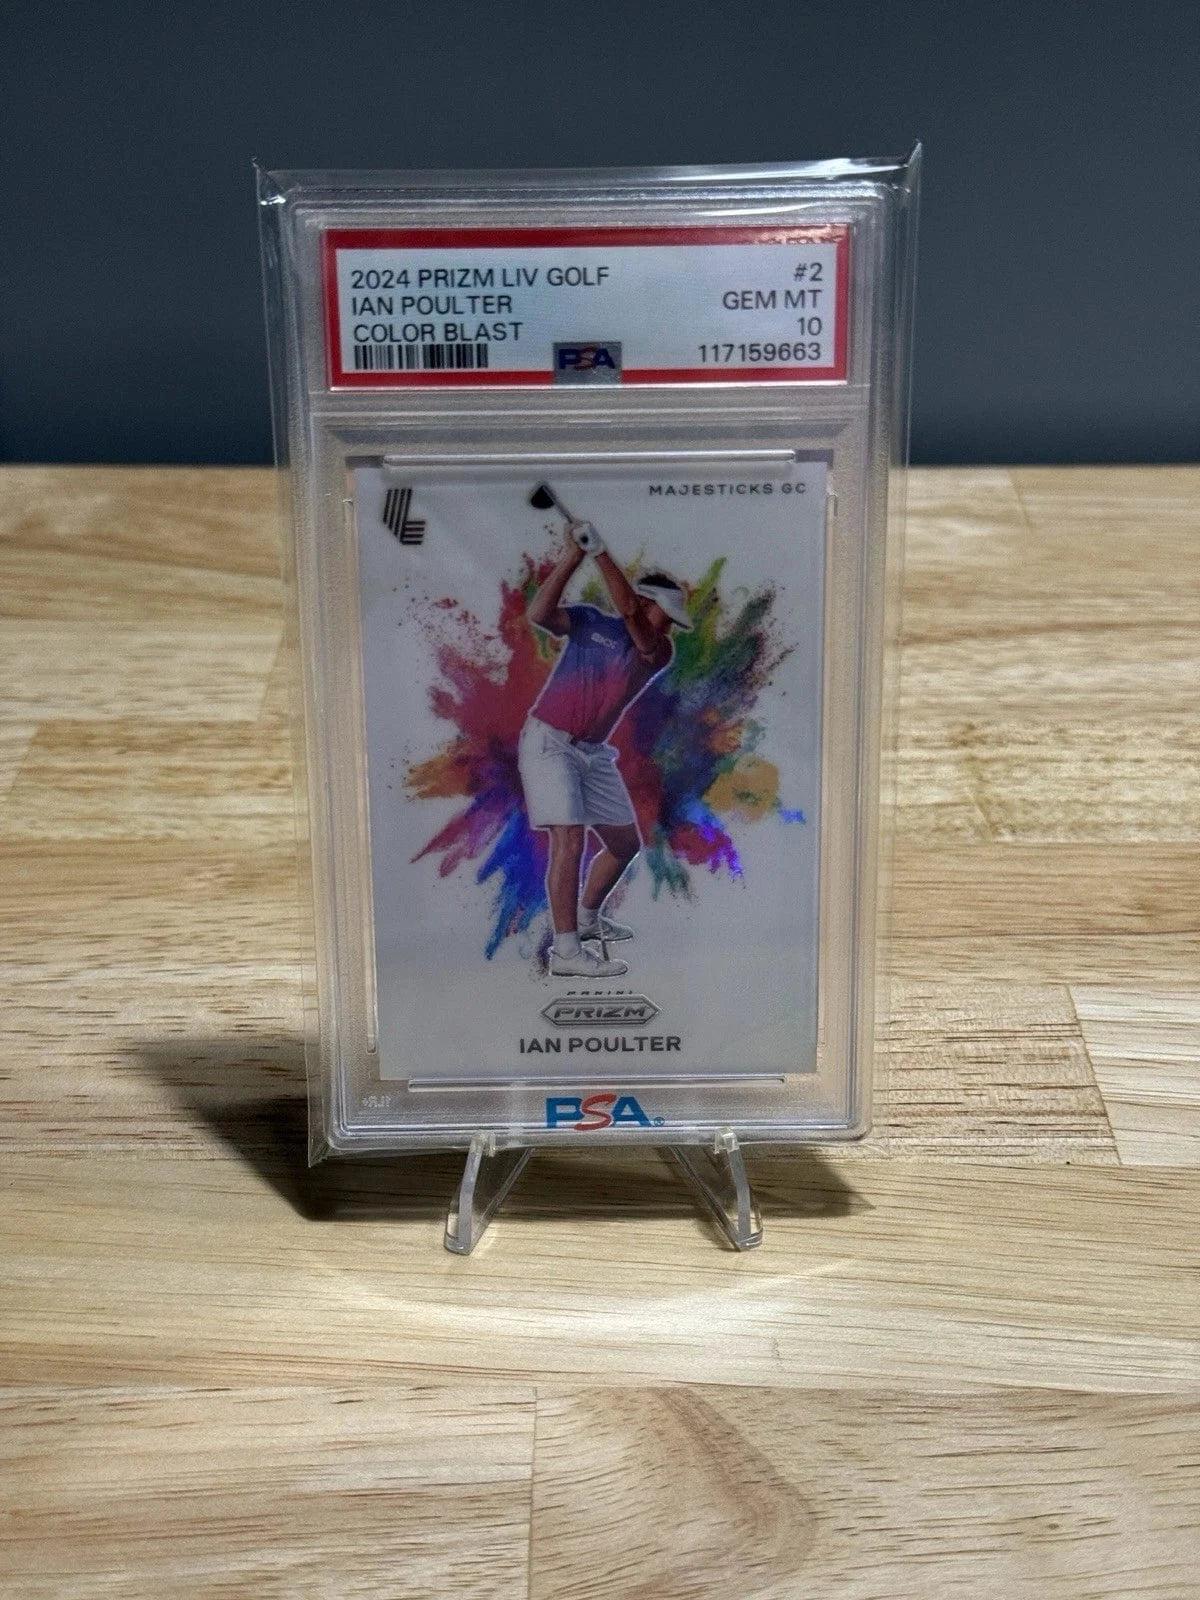 2024 PRIZM LIV GOLF #2
IAN POULTER GEM MT
COLOR BLAST 10
PSA 117159663
MAJESTICKS GC
PANINI
PRIZM
IAN POULTER
PSA